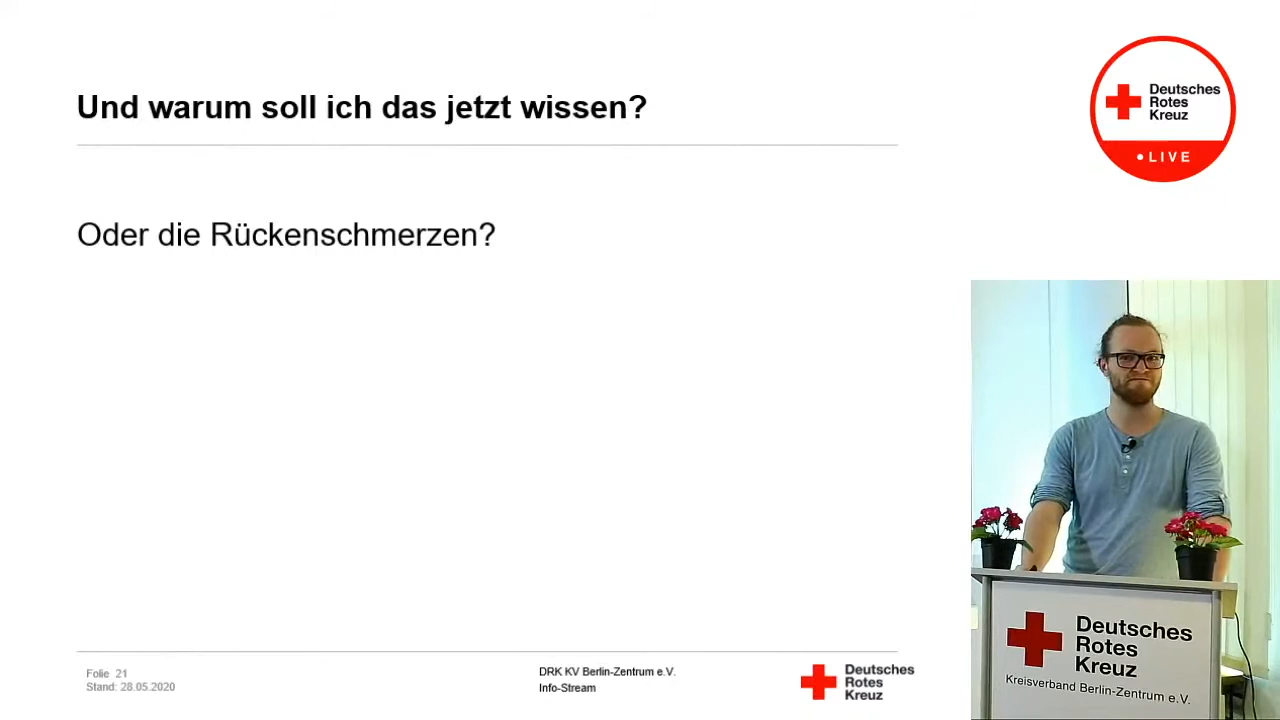 Und warum soll ich das jetzt wissen?
Deutsches
Rotes
Kreuz
LIVE
Oder die Rückenschmerzen?
Deutsches
Rotes
Kreuz
Kreisverband Berlin-Zentrum e.V.
Folie 21
Stand: 28.05.2020
DRK KV Berlin-Zentrum e.V.
Info-Stream
Deutsches
Rotes
Kreuz